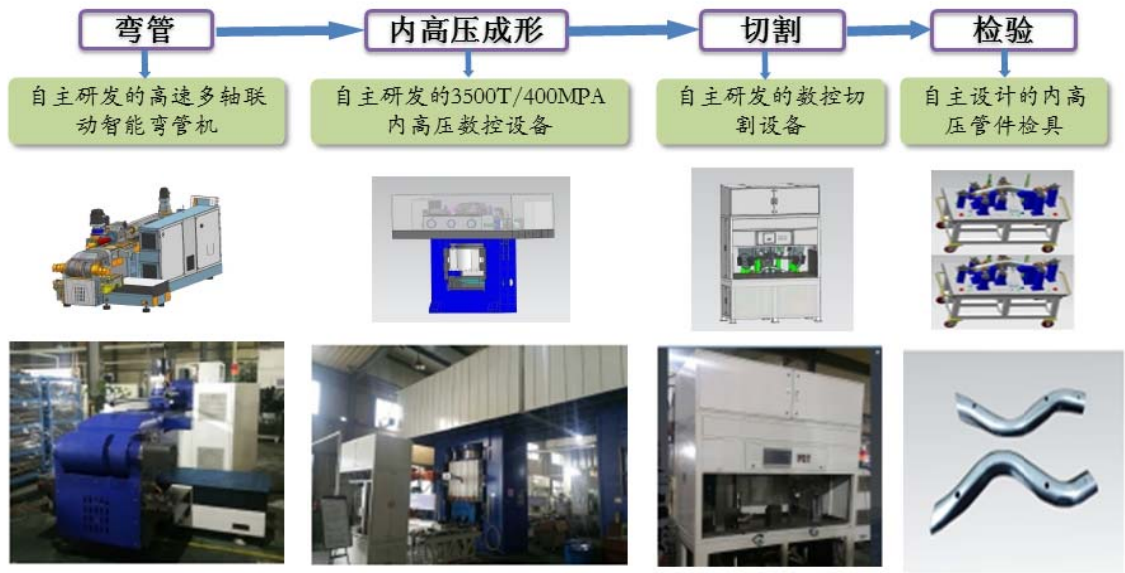 弯管
内高压成形
切割
检验
自主研发的高速多轴联
动智能弯管机
自主研发的3500T/400MPA
内高压数控设备
自主研发的数控切
割设备
自主设计的内高
压管件检具